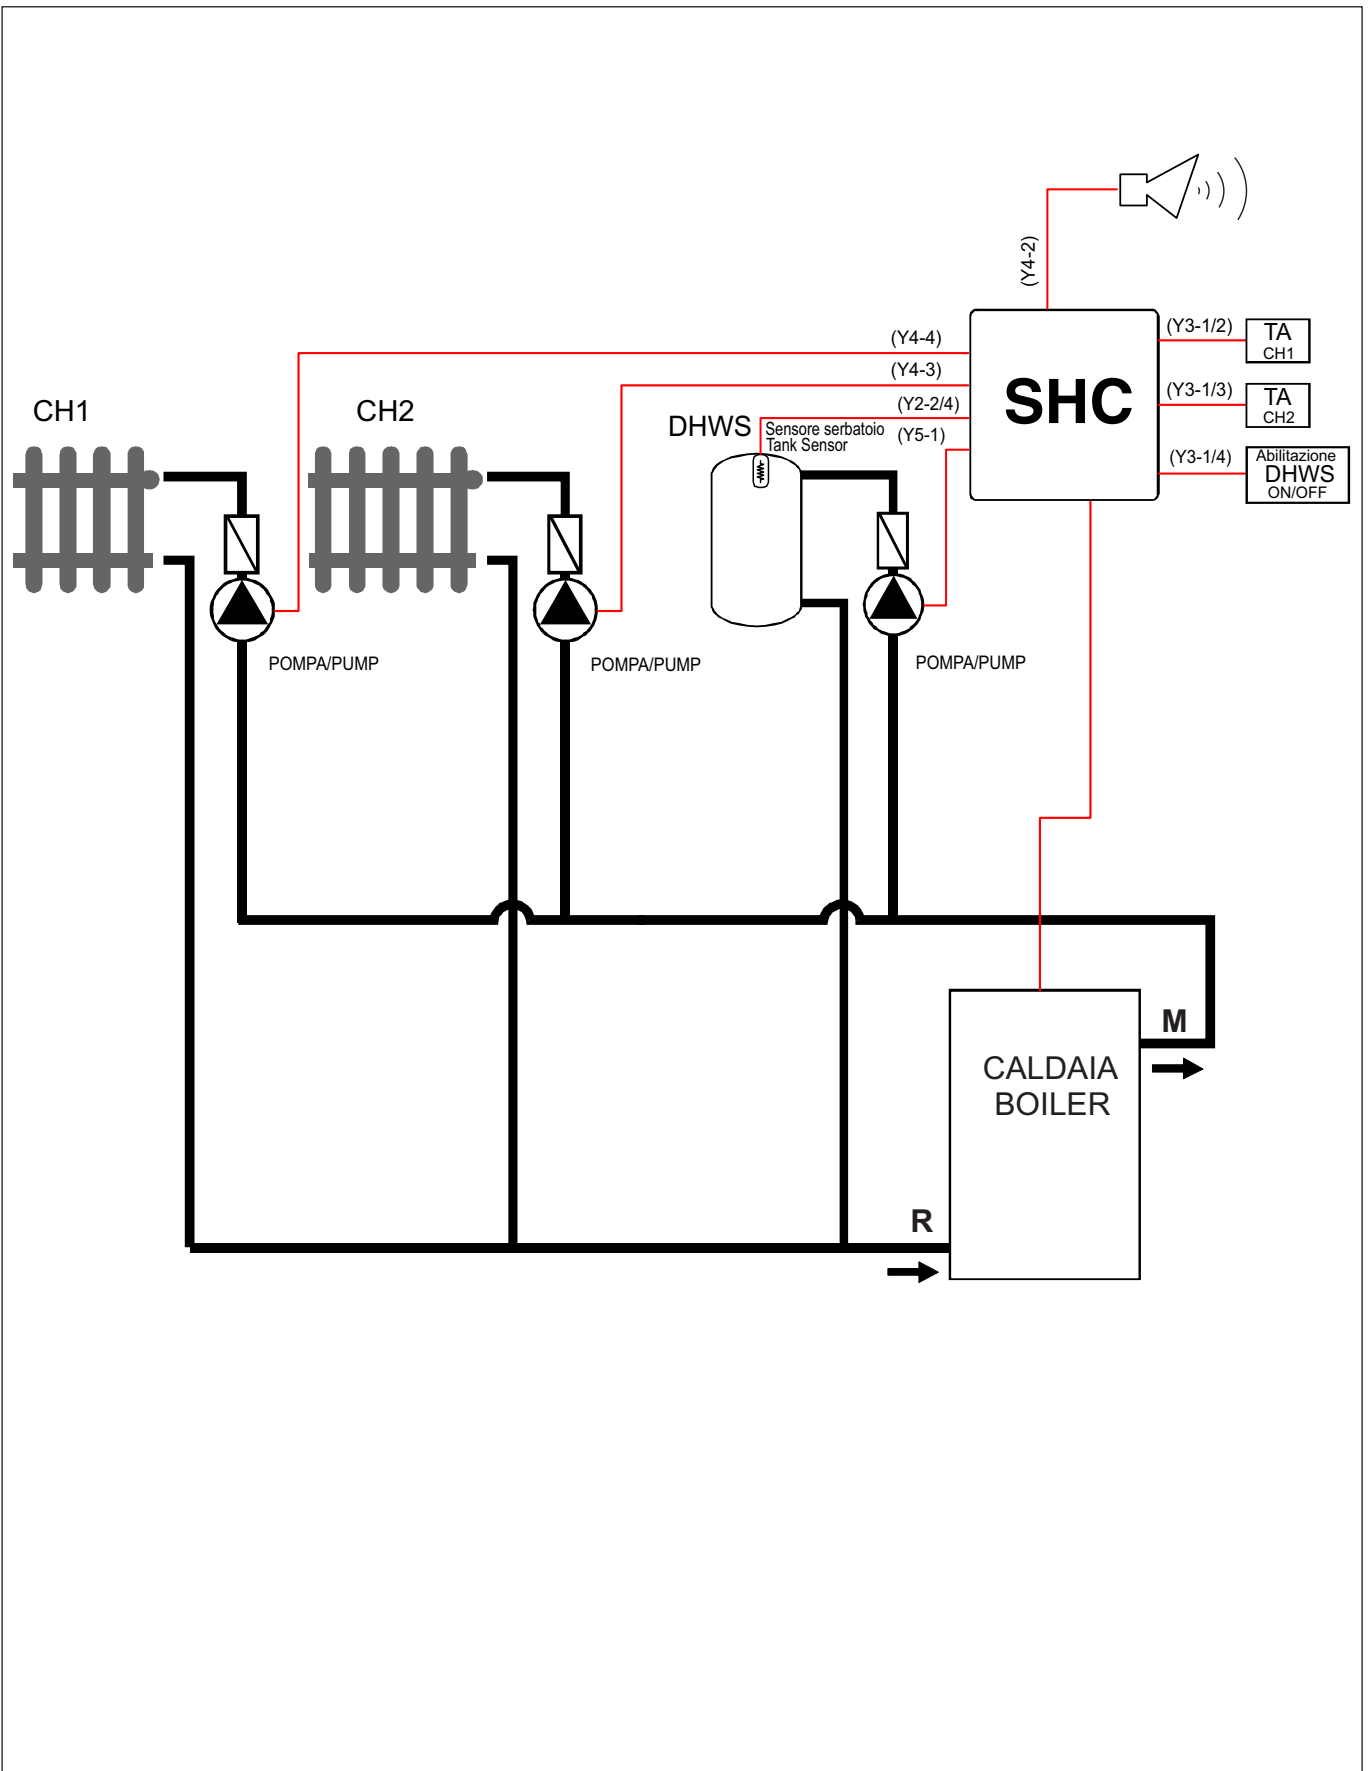 (Y4-2)
(Y4-4)
(Y3-1/2)
TA
CH1
(Y4-3)
SHC
(Y3-1/3)
TA
CH2
CH1
CH2
(Y2-2/4)
DHWS
Sensore serbatoio
Tank Sensor
(Y5-1)
(Y3-1/4)
Abilitazione
DHWS
ON/OFF
POMPA/PUMP
POMPA/PUMP
POMPA/PUMP
M
CALDAIA
BOILER
R